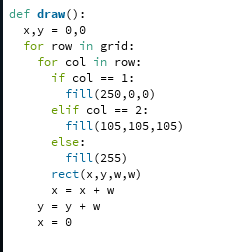 def draw():
  x,y = 0,0
  for row in grid:
    for col in row:
      if col == 1:
        fill(250,0,0)
      elif col == 2:
        fill(105,105,105)
      else:
        fill(255)
      rect(x,y,w,w)
      x = x + w
    y = y + w
    x = 0